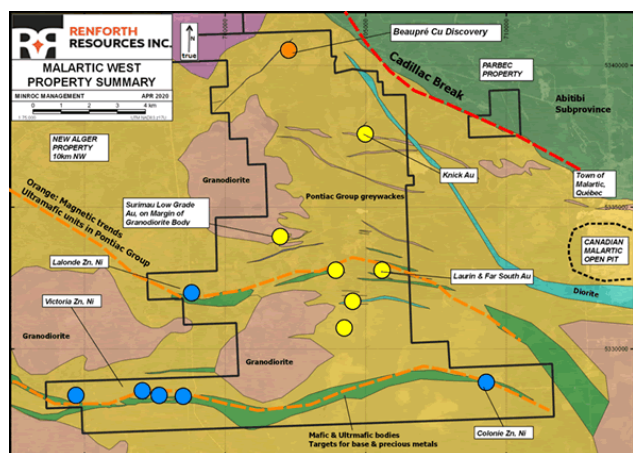 RENFORTH
RESOURCES INC.
MALARTIC WEST
PROPERTY SUMMARY
MINROC MANAGEMENT APR 2020
0 1 2 3 4 km
N
true
Beaupré Cu Discovery
Cadillac Break
PARBEC
PROPERTY
Abitibi
Subprovince
NEW ALGER
PROPERTY
10km NW
Granodiorite
Knick Au
Town of
Malartic,
Québec
Pontiac Group greywackes
Surimau Low Grade
Au, on Margin of
Granodiorite Body
Orange: Magnetic trends
Ultramafic units in Pontiac Group
CANADIAN
MALARTIC
OPEN PIT
Lalonde Zn, Ni
Laurin & Far South Au
Diorite
Victoria Zn, Ni
Granodiorite
Granodiorite
Mafic & Ultrmafic bodies
Targets for base & precious metals
Colonie Zn, Ni